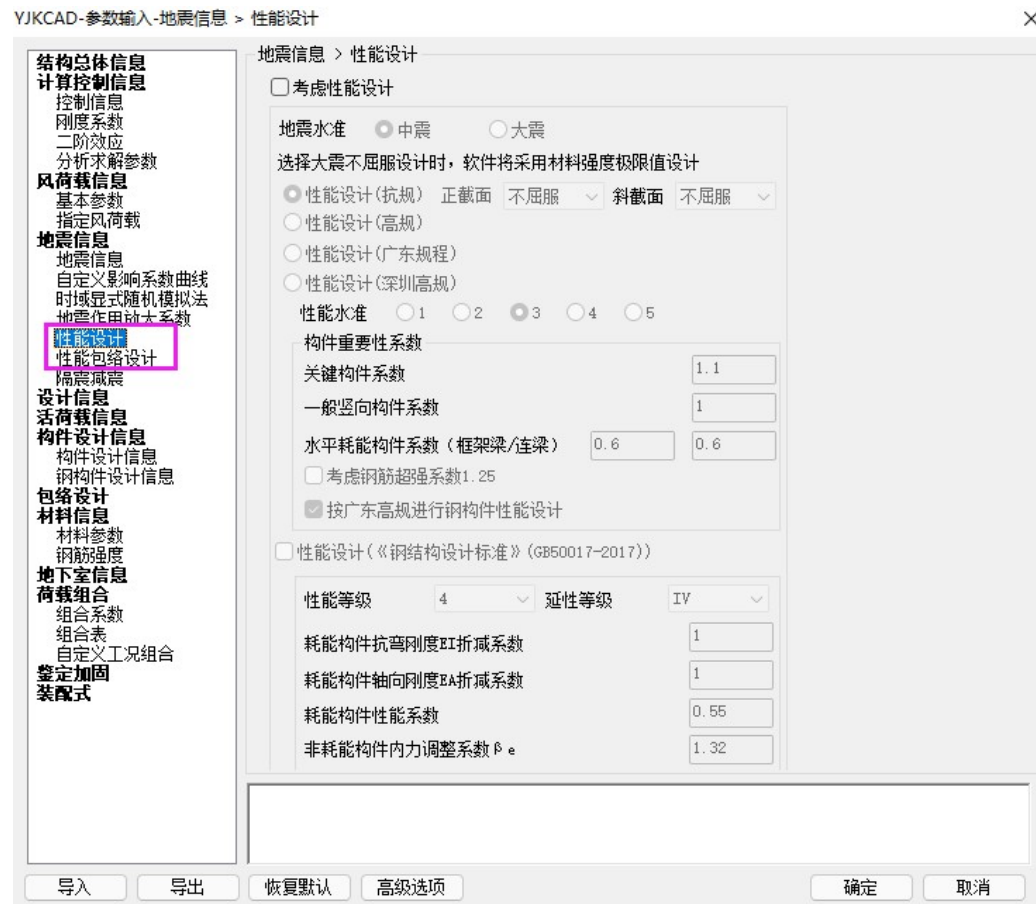 YJKCAD-参数输入-地震信息 > 性能设计
结构总体信息
计算控制信息
控制信息
刚度系数
二阶效应
分析求解参数
风荷载信息
基本参数
指定风荷载
地震信息
地震信息
自定义影响系数曲线
时域显式随机模拟法
地震作用放大系数
性能设计
性能包络设计
隔震减震
设计信息
活荷载信息
构件设计信息
构件设计信息
钢构件设计信息
包络设计
材料信息
材料参数
钢筋强度
地下室信息
荷载组合
组合系数
组合表
自定义工况组合
鉴定加固
装配式
地震信息 > 性能设计
考虑性能设计
地震水准 中震 大震
选择大震不屈服设计时，软件将采用材料强度极限值设计
性能设计(抗规) 正截面 不屈服 斜截面 不屈服
性能设计(高规)
性能设计(广东规程)
性能设计(深圳高规)
性能水准 1 2 3 4 5
构件重要性系数
关键构件系数 1.1
一般竖向构件系数 1
水平耗能构件系数（框架梁/连梁） 0.6 0.6
考虑钢筋超强系数1.25
按广东高规进行钢构件性能设计
性能设计(《钢结构设计标准》(GB50017-2017))
性能等级 4 延性等级 IV
耗能构件抗弯刚度EI折减系数 1
耗能构件轴向刚度EA折减系数 1
耗能构件性能系数 0.55
非耗能构件内力调整系数βe 1.32
导入 导出 恢复默认 高级选项 确定 取消